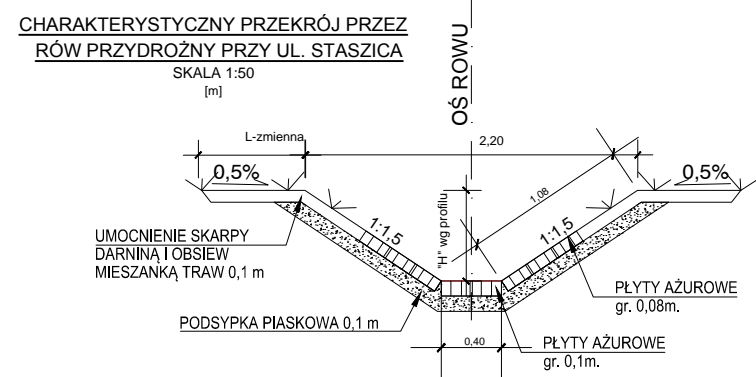 CHARAKTERYSTYCZNY PRZEKRÓJ PRZEZ
RÓW PRZYDROŻNY PRZY UL. STASZICA
SKALA 1:50
[m]
OŚ ROWU
L-zmienna
2,20
0,5%
0,5%
1,08
"H" wg profilu
1:1,5
1:1,5
UMOCNIENIE SKARPY
DARNINĄ I OBSIEW
MIESZANKĄ TRAW 0,1 m
PODSYPKA PIASKOWA 0,1 m
0,40
PŁYTY AŻUROWE
gr. 0,08m.
PŁYTY AŻUROWE
gr. 0,1m.